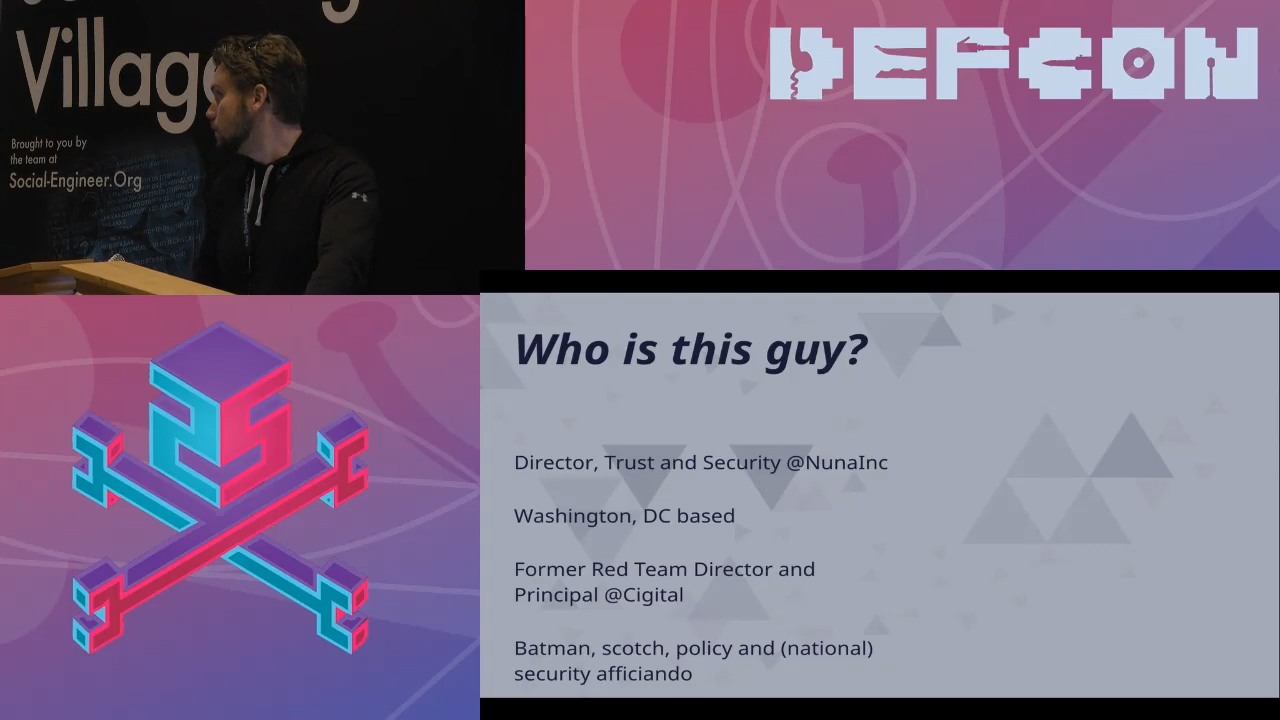 Village
Brought to you by
the team at
Social-Engineer.Org
DEFCON
Who is this guy?
Director, Trust and Security @NunaInc
Washington, DC based
Former Red Team Director and
Principal @Cigital
Batman, scotch, policy and (national)
security afficiando